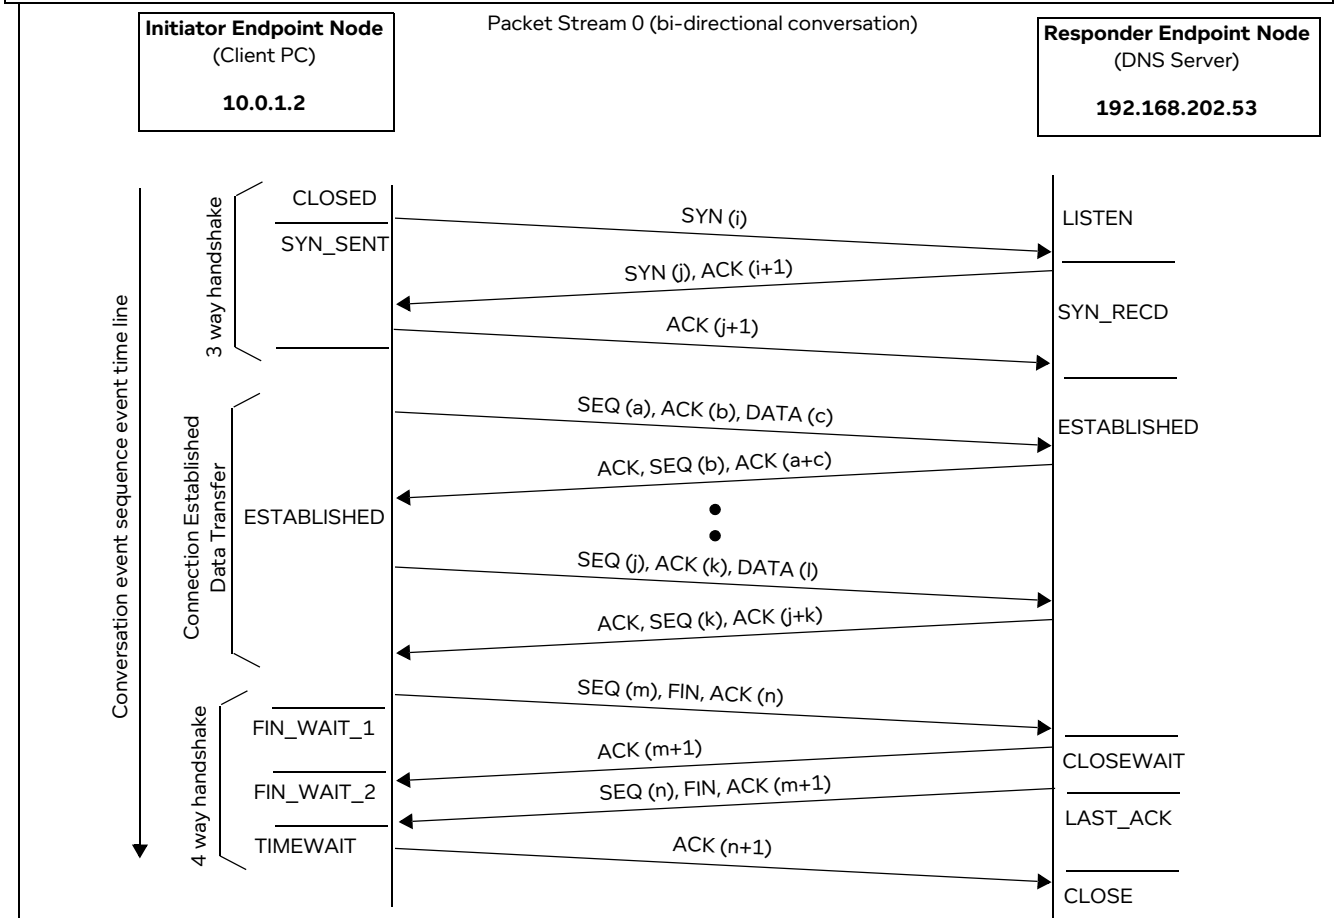 Initiator Endpoint Node
(Client PC)
10.0.1.2
Packet Stream 0 (bi-directional conversation)
Responder Endpoint Node
(DNS Server)
192.168.202.53
Conversation event sequence event time line
3 way handshake
CLOSED
SYN_SENT
SYN (i)
LISTEN
SYN (j), ACK (i+1)
SYN_RECD
ACK (j+1)
Connection Established
Data Transfer
SEQ (a), ACK (b), DATA (c)
ESTABLISHED
ACK, SEQ (b), ACK (a+c)
ESTABLISHED
SEQ (j), ACK (k), DATA (l)
ACK, SEQ (k), ACK (j+k)
4 way handshake
SEQ (m), FIN, ACK (n)
FIN_WAIT_1
ACK (m+1)
CLOSEWAIT
FIN_WAIT_2
SEQ (n), FIN, ACK (m+1)
LAST_ACK
TIMEWAIT
ACK (n+1)
CLOSE